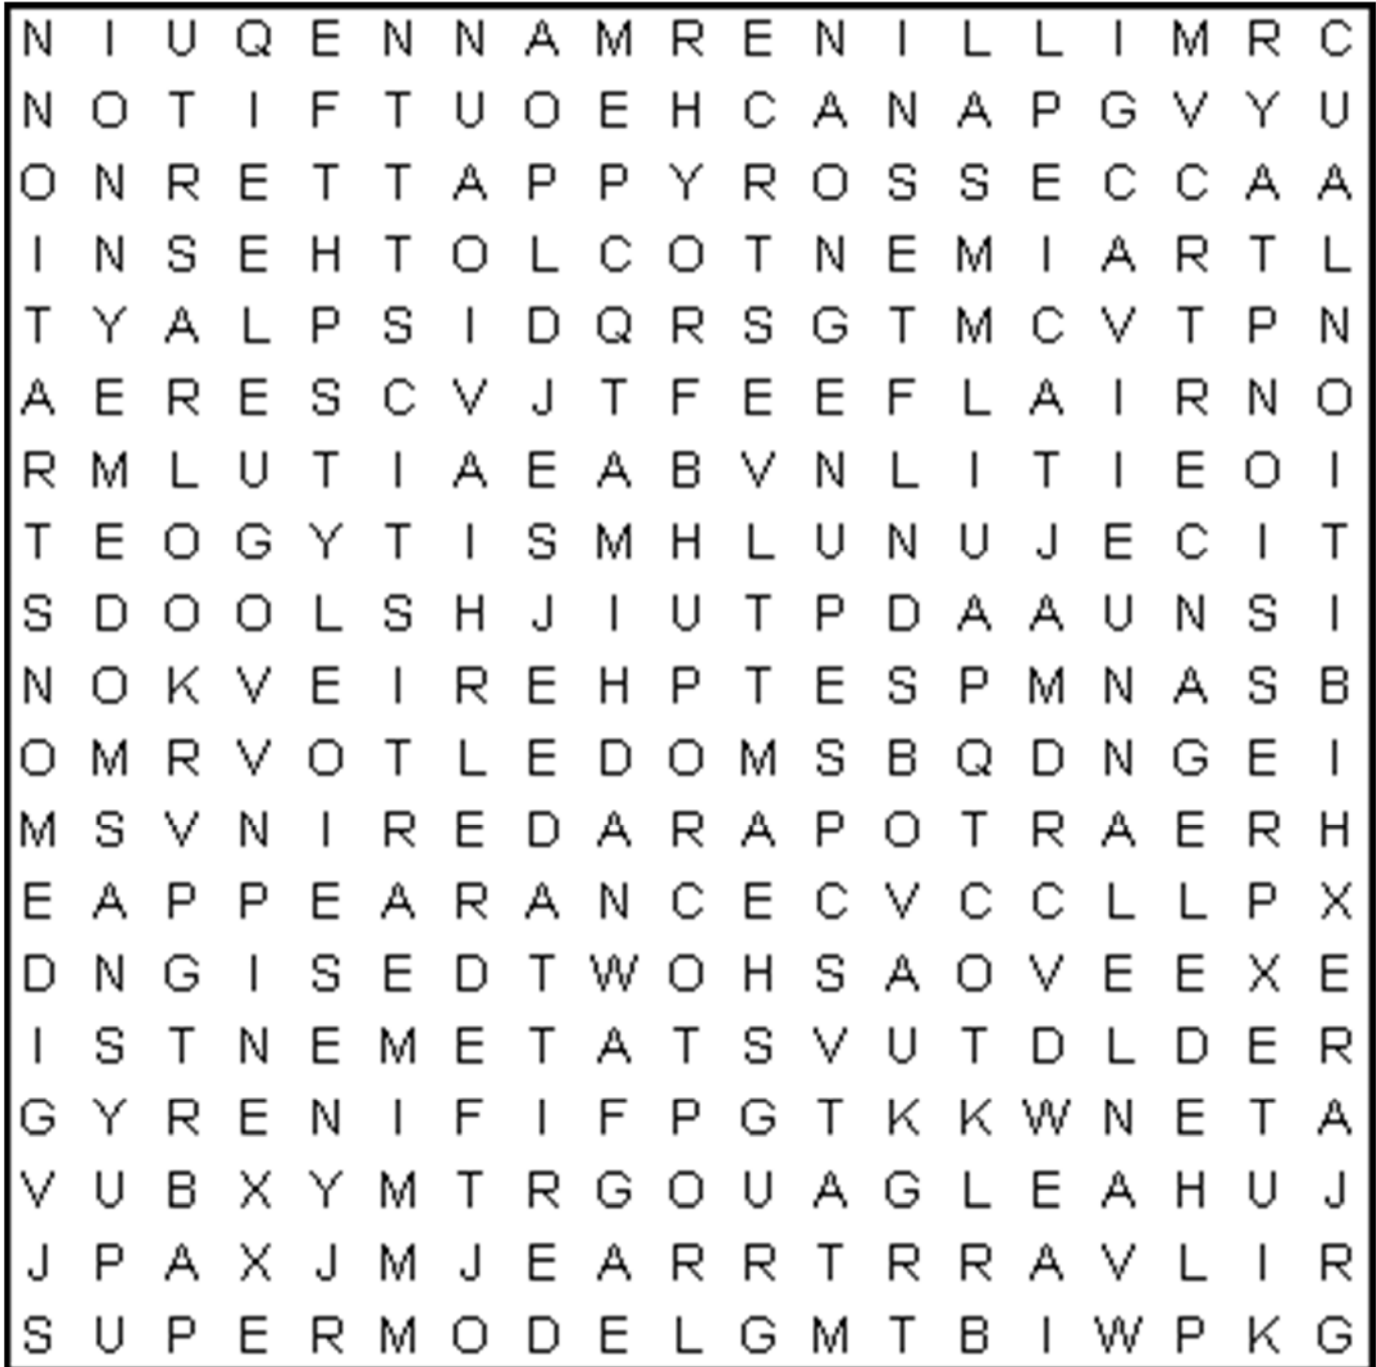 N I U Q E N N A M R E N I L L I M R C
N O T I F T U O E H C A N A P G V Y U
O N R E T T A P P Y R O S S E C C A A
I N S E H T O L C O T N E M I A R T L
T Y A L P S I D Q R S G T M C V T P N
A E R E S C V J T F E E F L A I R N O
R M L U T I A E A B V N L I T I E O I
T E O G Y T I S M H L U N U J E C I T
S D O O L S H J I U T P D A A U N S I
N O K V E I R E H P T E S P M N A S B
O M R V O T L E D O M S B Q D N G E I
M S V N I R E D A R A P O T R A E R H
E A P P E A R A N C E C V C C L L P X
D N G I S E D T W O H S A O V E E X E
I S T N E M E T A T S V U T D L D E R
G Y R E N I F I F P G T K K W N E T A
V U B X Y M T R G O U A G L E A H U J
J P A X J M J E A R R T R R A V L I R
S U P E R M O D E L G M T B I W P K G